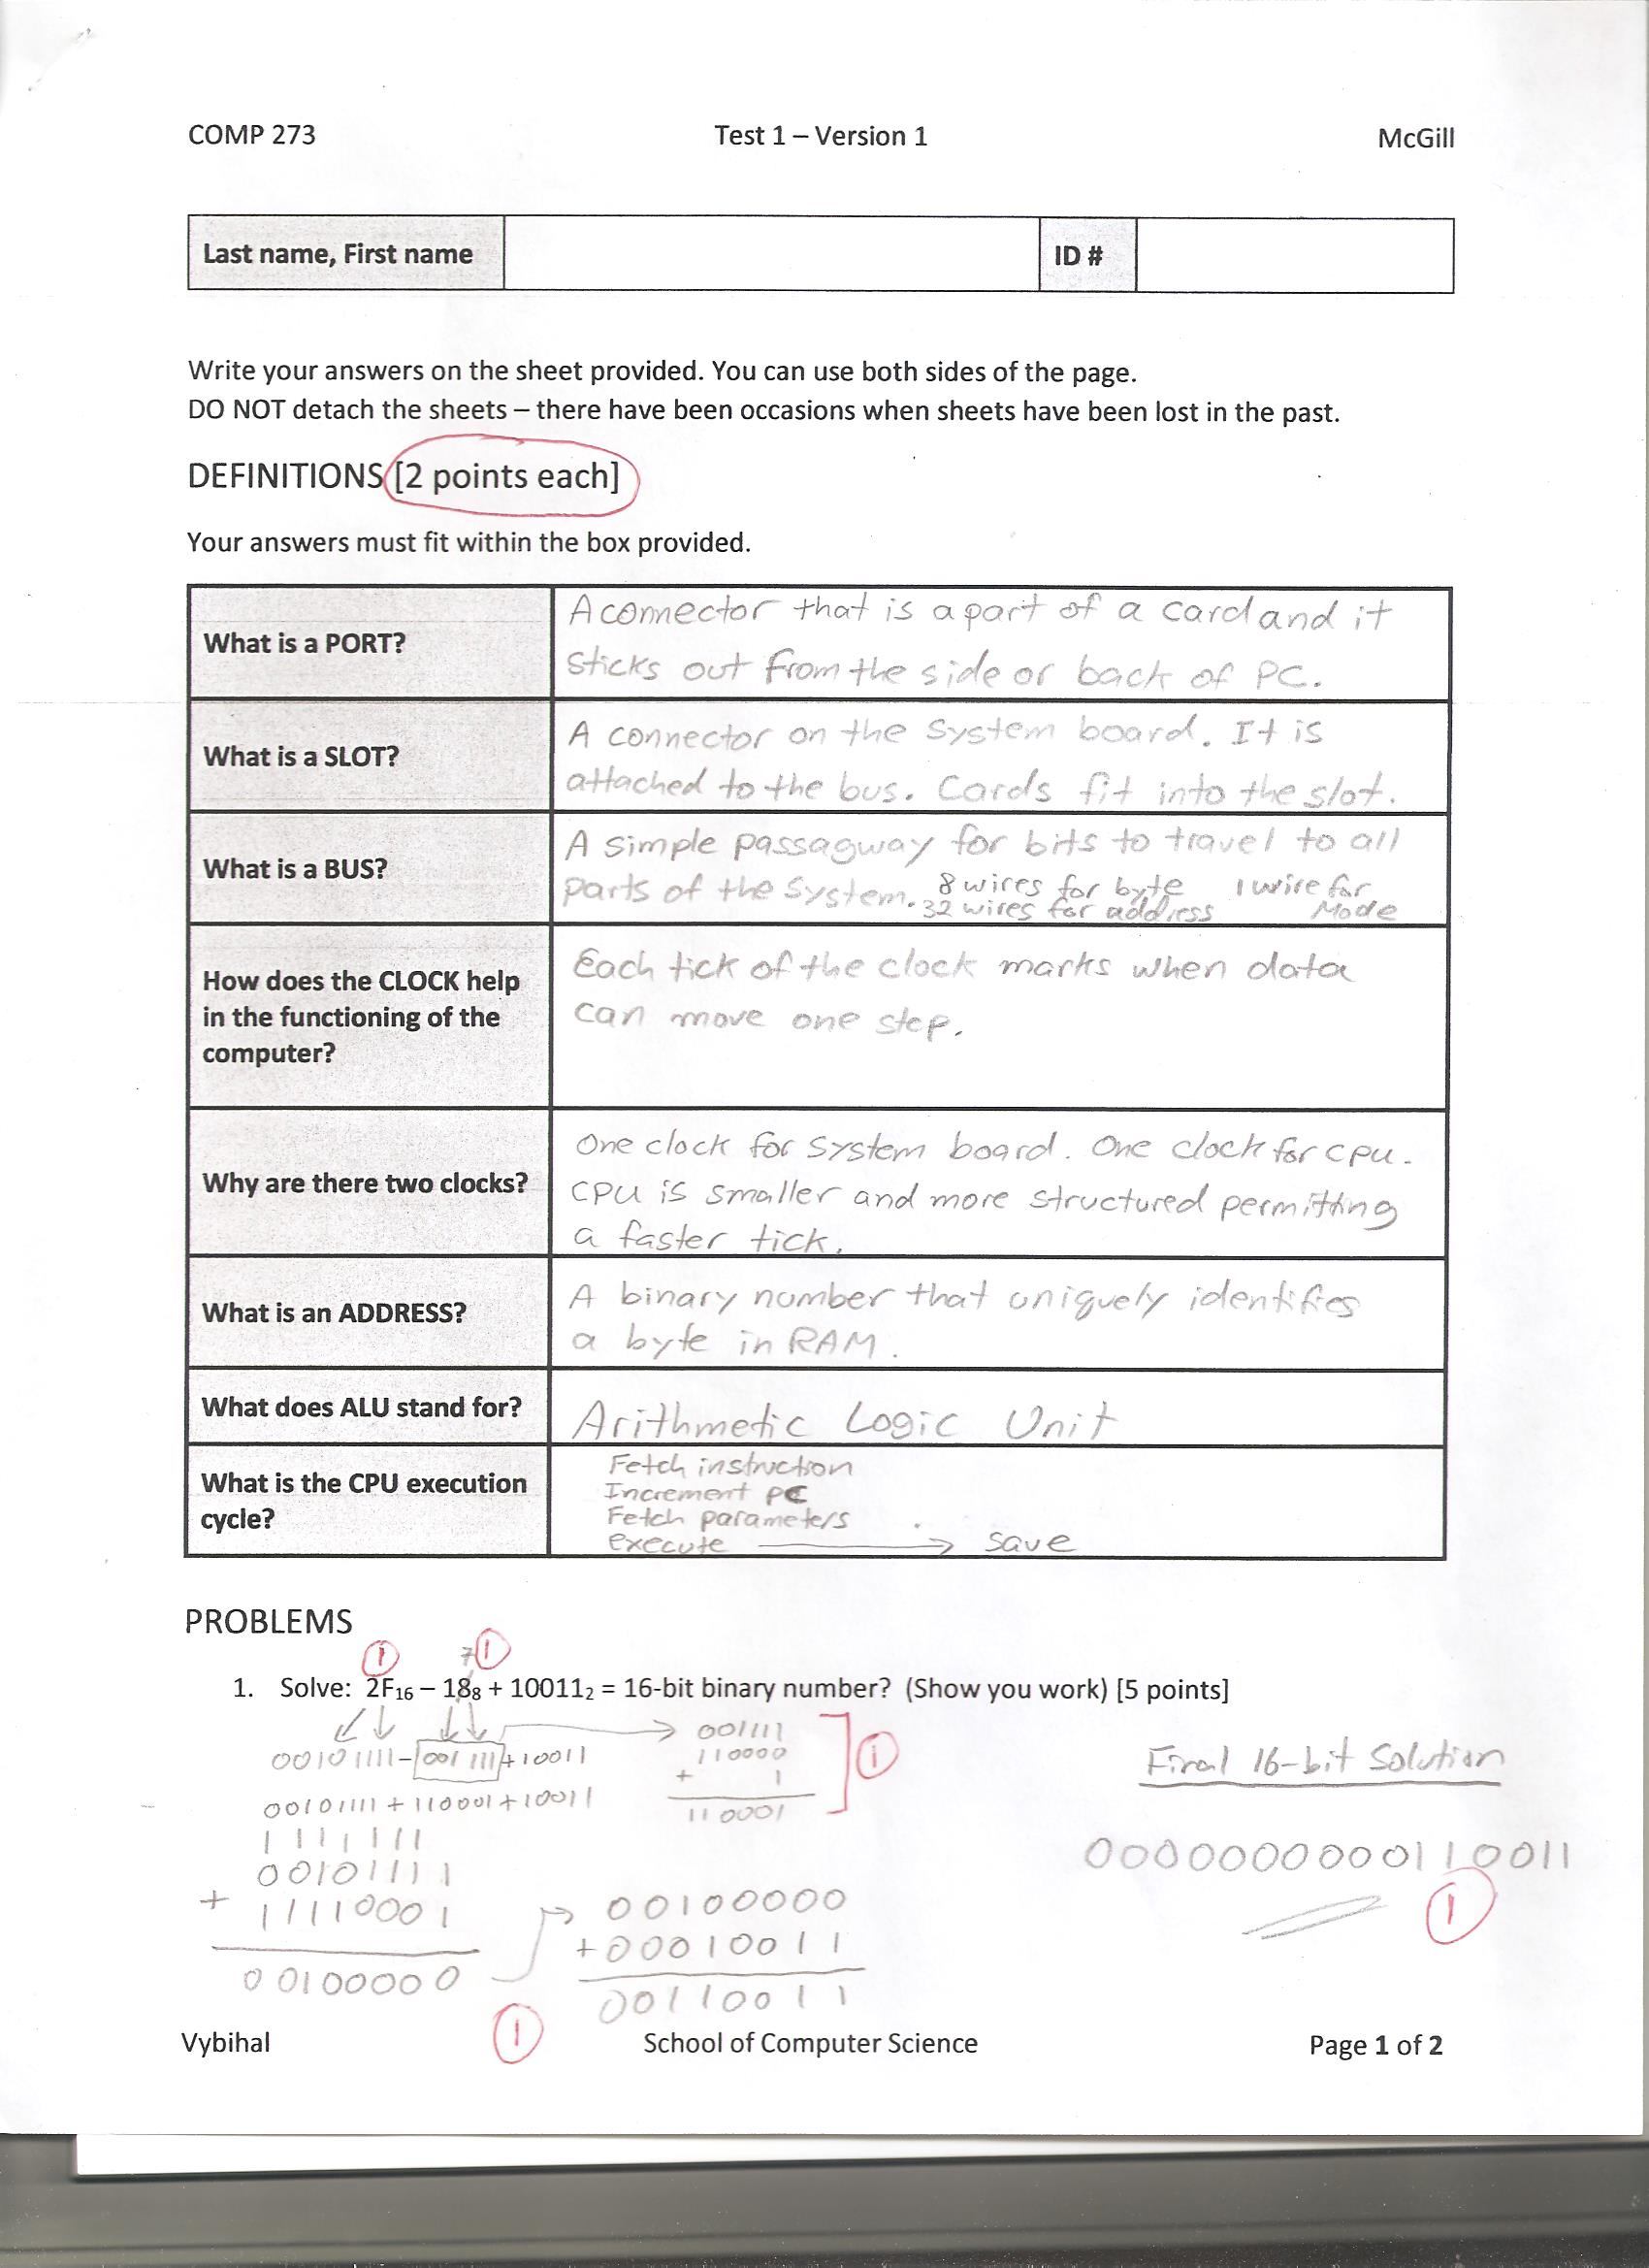 COMP 273 Test 1 – Version 1 McGill
Last name, First name ID #
Write your answers on the sheet provided. You can use both sides of the page.
DO NOT detach the sheets – there have been occasions when sheets have been lost in the past.
DEFINITIONS [2 points each]
Your answers must fit within the box provided.
What is a PORT?
A connector that is a part of a card and it
sticks out from the side or back of PC.
What is a SLOT?
A connector on the system board. It is
attached to the bus. Cards fit into the slot.
What is a BUS?
A simple passagway for bits to travel to all
parts of the system. 8 wires for byte 1 wire for
32 wires for address Mode
How does the CLOCK help
in the functioning of the
computer?
Each tick of the clock marks when data
can move one step.
Why are there two clocks?
One clock for system board. One clock for CPU.
CPU is smaller and more structured permitting
a faster tick.
What is an ADDRESS?
A binary number that uniquely identifies
a byte in RAM.
What does ALU stand for?
Arithmetic Logic Unit
What is the CPU execution
cycle?
Fetch instruction
Increment PC
Fetch parameters
execute → save
PROBLEMS
1 7 1
1. Solve: 2F₁₆ – 18₈ + 10011₂ = 16-bit binary number? (Show you work) [5 points]
00101111 - 001 111 + 10011
00101111 + 110001 + 10011
1 1 1 1 1 1 1
00101111
+ 11110001
00100000
1
001111
110000
+ 1
110001
1
00100000
+ 00010011
00110011
Final 16-bit Solution
0000000000110011
1
Vybihal School of Computer Science Page 1 of 2